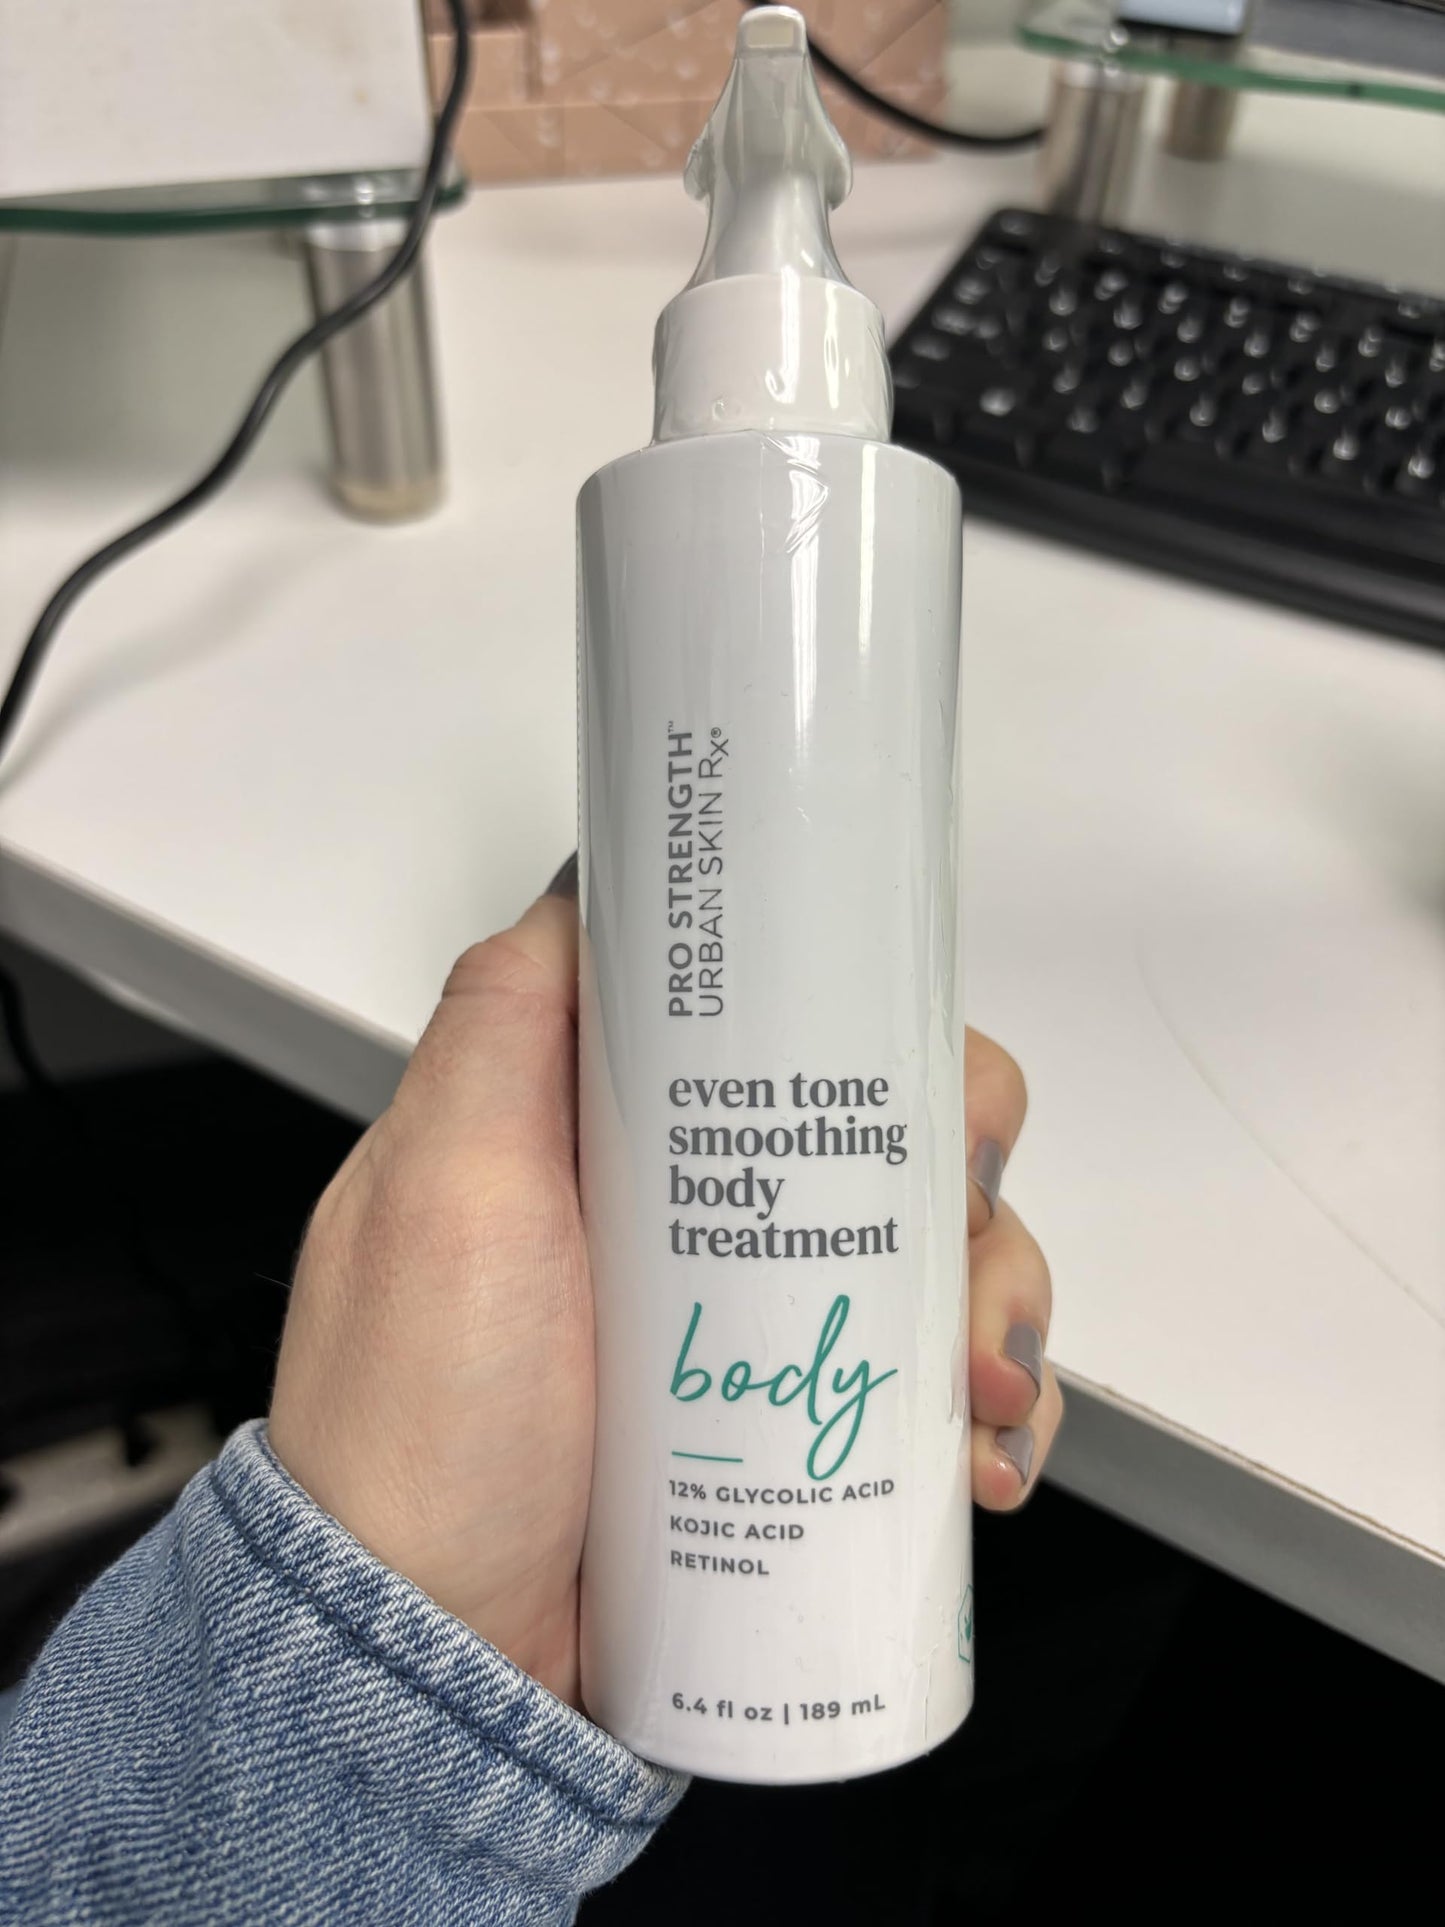 PRO STRENGTH™
URBAN SKIN Rx®
even tone
smoothing
body
treatment
body
12% GLYCOLIC ACID
KOJIC ACID
RETINOL
6.4 fl oz | 189 mL